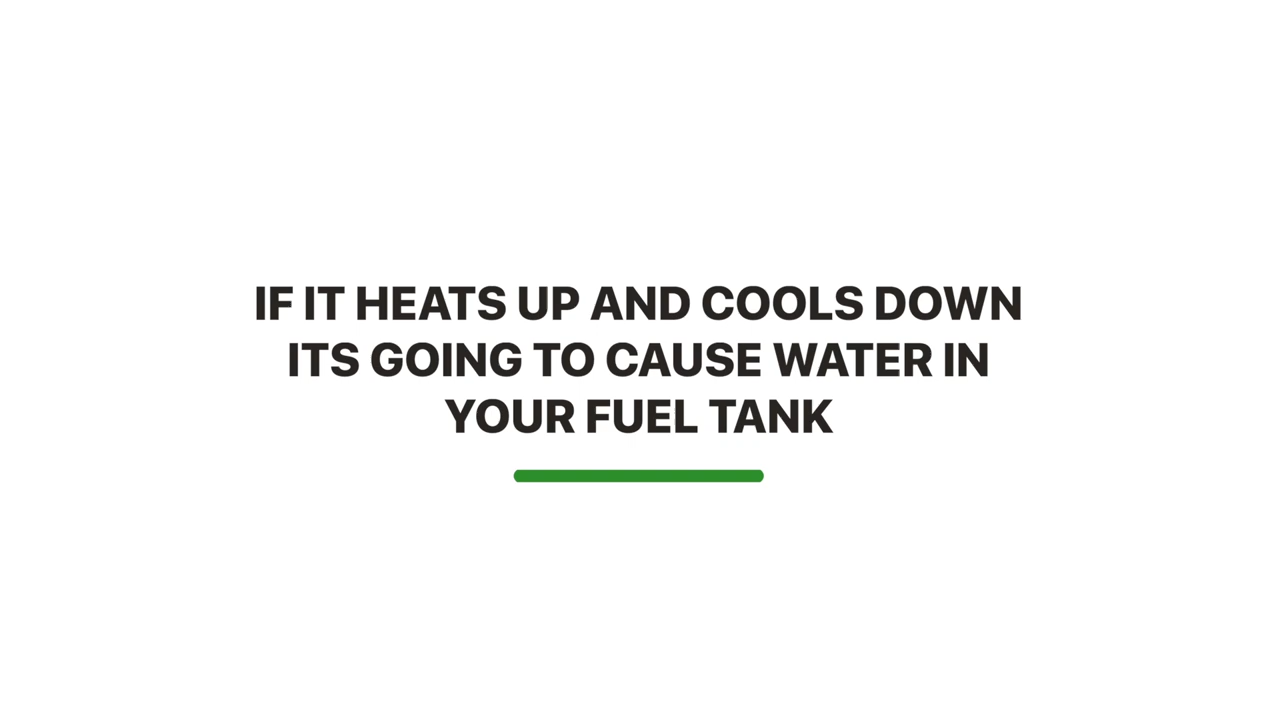 IF IT HEATS UP AND COOLS DOWN
ITS GOING TO CAUSE WATER IN
YOUR FUEL TANK